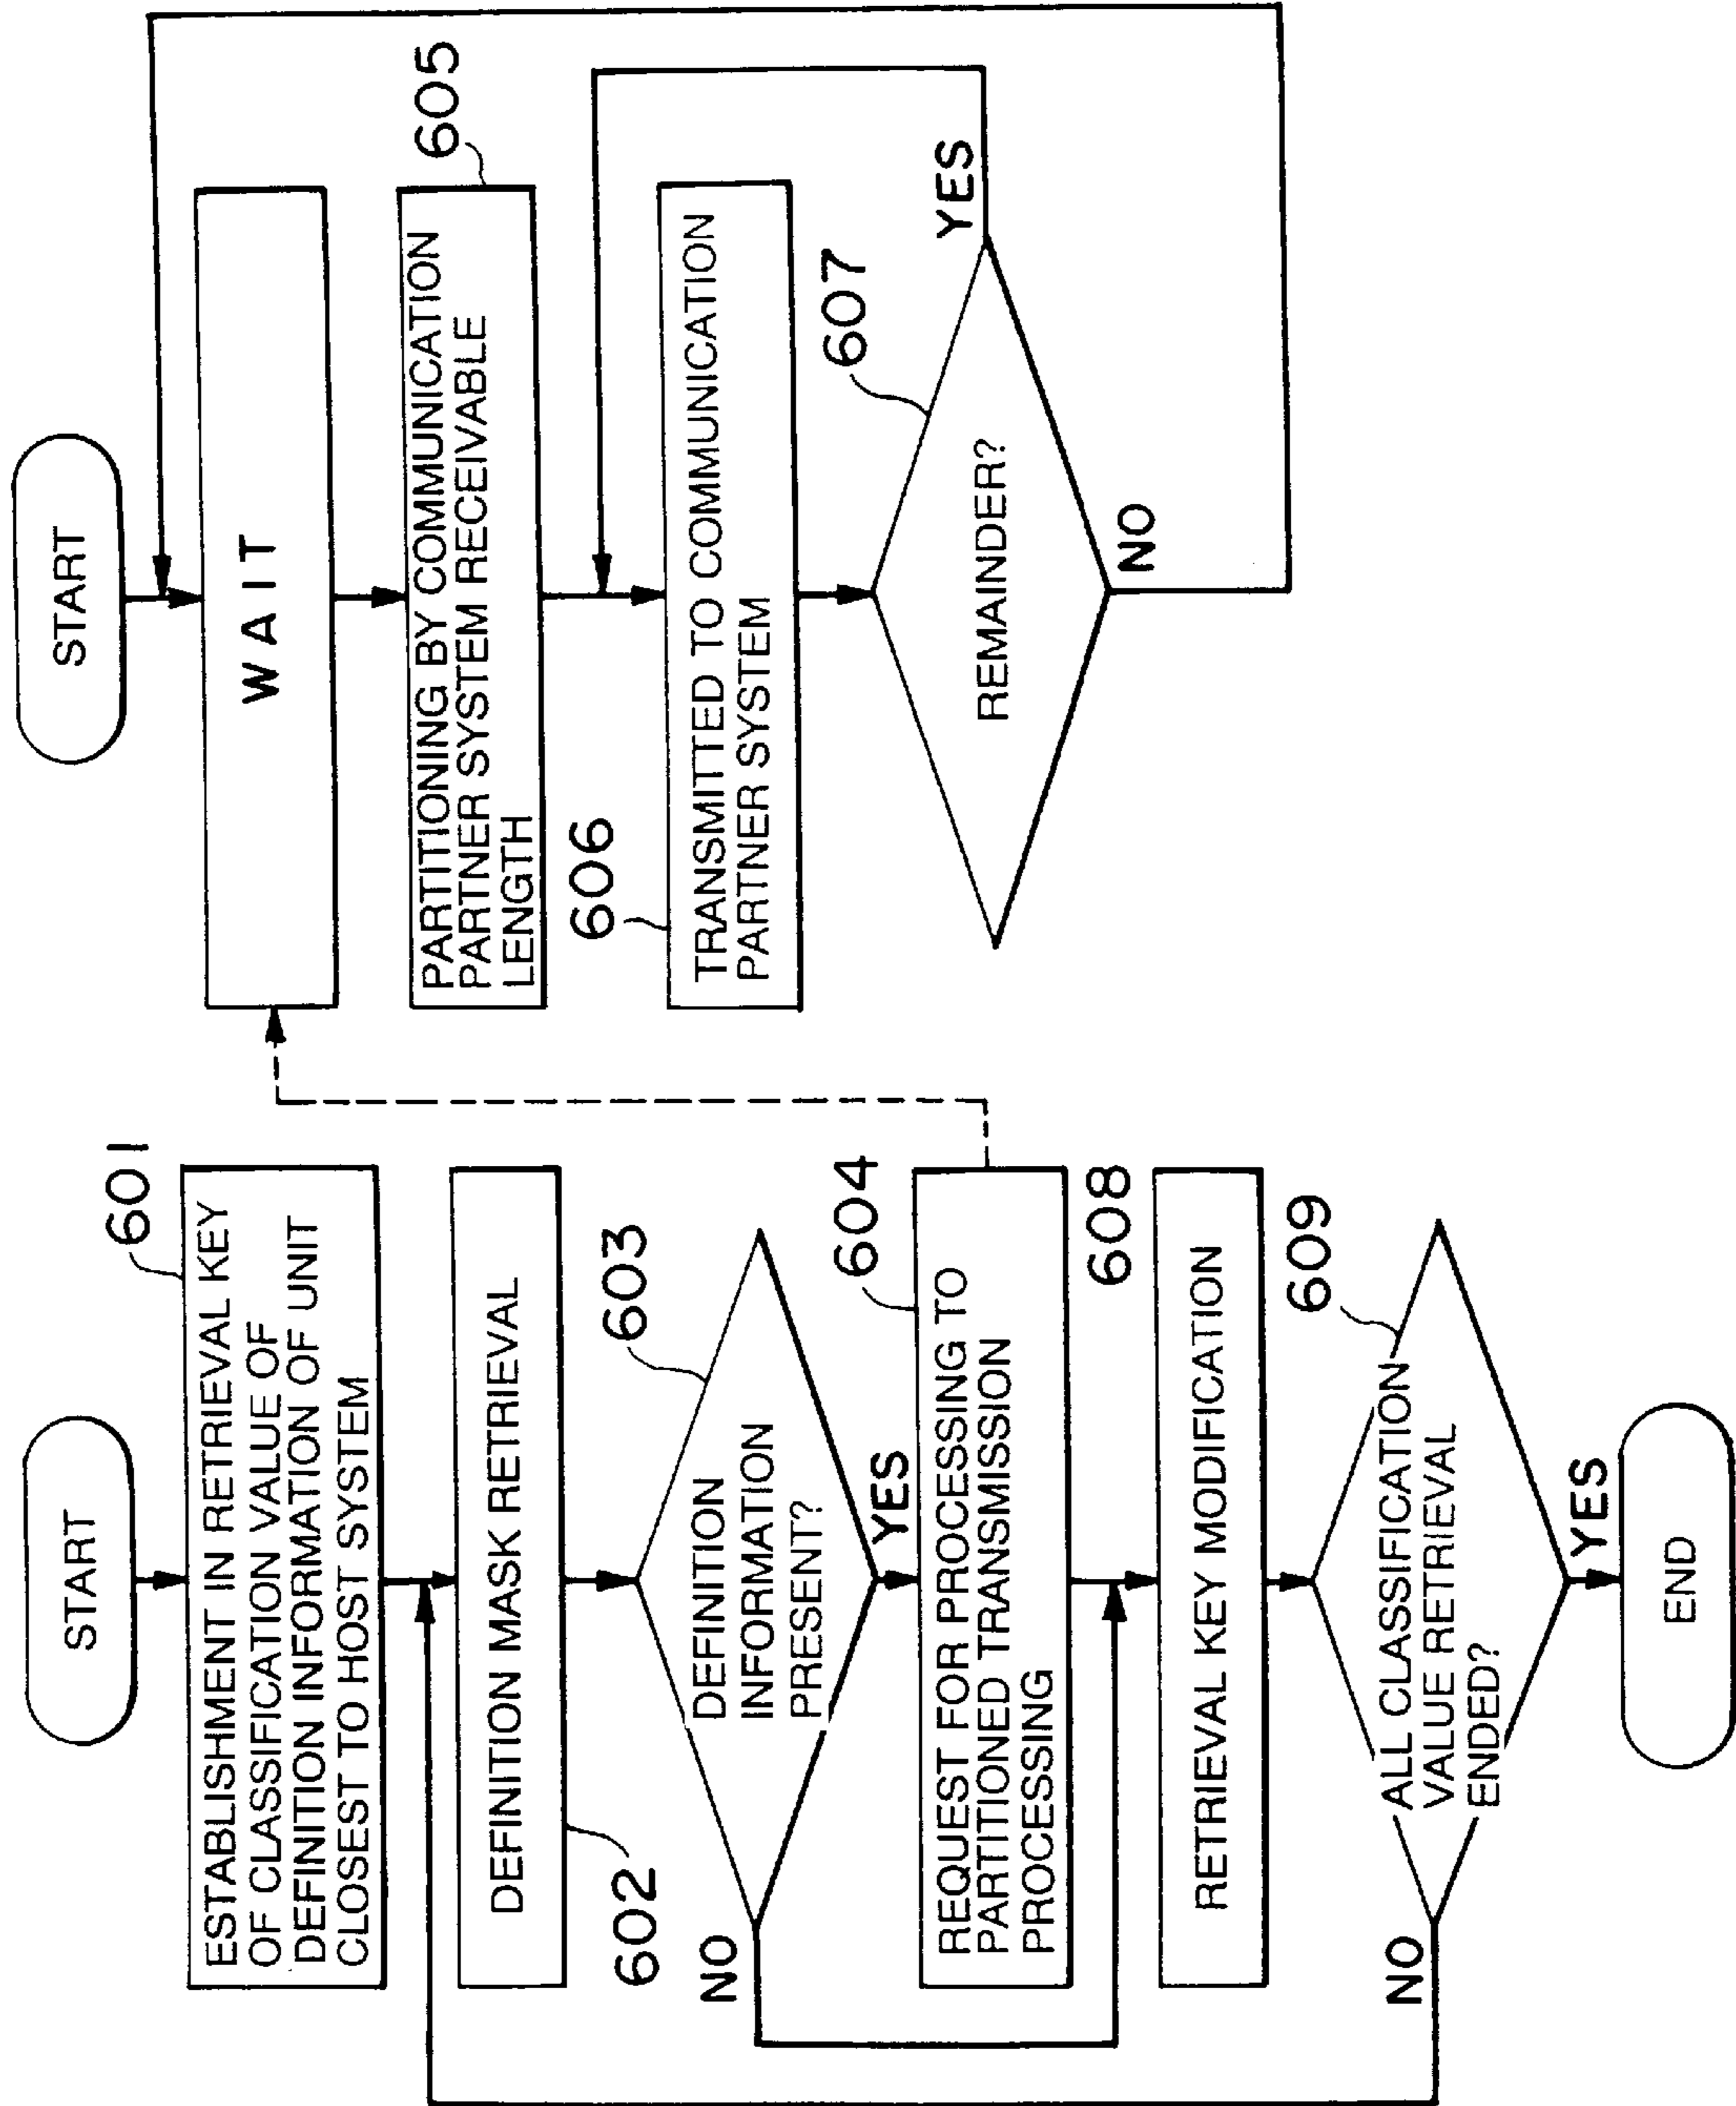 START
601
ESTABLISHMENT IN RETRIEVAL KEY
OF CLASSIFICATION VALUE OF
DEFINITION INFORMATION OF UNIT
CLOSEST TO HOST SYSTEM
602
DEFINITION MASK RETRIEVAL
603
DEFINITION
INFORMATION
PRESENT?
NO
YES
604
REQUEST FOR PROCESSING TO
PARTITIONED TRANSMISSION
PROCESSING
608
RETRIEVAL KEY MODIFICATION
609
ALL CLASSIFICATION
VALUE RETRIEVAL
ENDED?
NO
YES
END
START
WAIT
605
PARTITIONING BY COMMUNICATION
PARTNER SYSTEM RECEIVABLE
LENGTH
606
TRANSMITTED TO COMMUNICATION
PARTNER SYSTEM
607
REMAINDER?
YES
NO